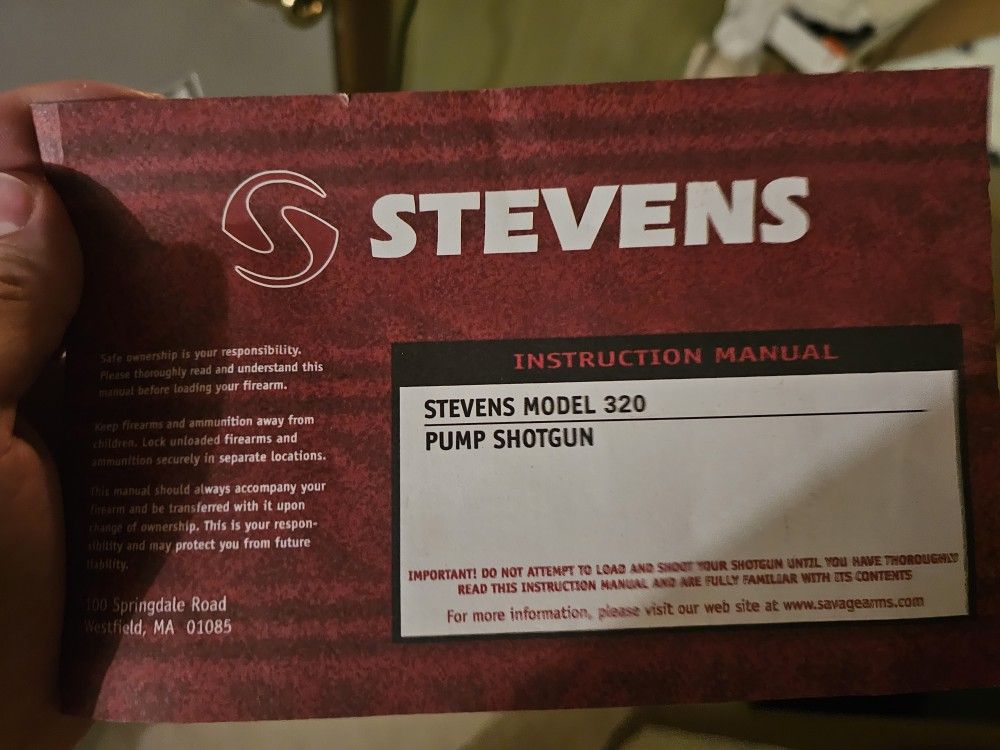 STEVENS
Safe ownership is your responsibility.
Please thoroughly read and understand this
manual before loading your firearm.
Keep firearms and ammunition away from
children. Lock unloaded firearms and
ammunition securely in separate locations.
This manual should always accompany your
firearm and be transferred with it upon
change of ownership. This is your respon-
sibility and may protect you from future
liability.
100 Springdale Road
Westfield, MA 01085
INSTRUCTION MANUAL
STEVENS MODEL 320
PUMP SHOTGUN
IMPORTANT! DO NOT ATTEMPT TO LOAD AND SHOOT YOUR SHOTGUN UNTIL YOU HAVE THOROUGHLY
READ THIS INSTRUCTION MANUAL AND ARE FULLY FAMILIAR WITH ITS CONTENTS
For more information, please visit our web site at www.savagearms.com